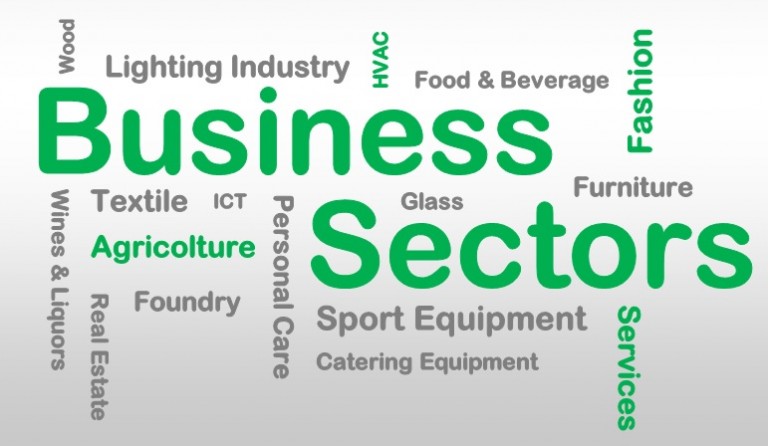 Wood
Lighting Industry
HVAC
Food & Beverage
Fashion
Business
Wines & Liquors
Textile
ICT
Personal Care
Glass
Furniture
Sectors
Agricolture
Real Estate
Foundry
Sport Equipment
Services
Catering Equipment